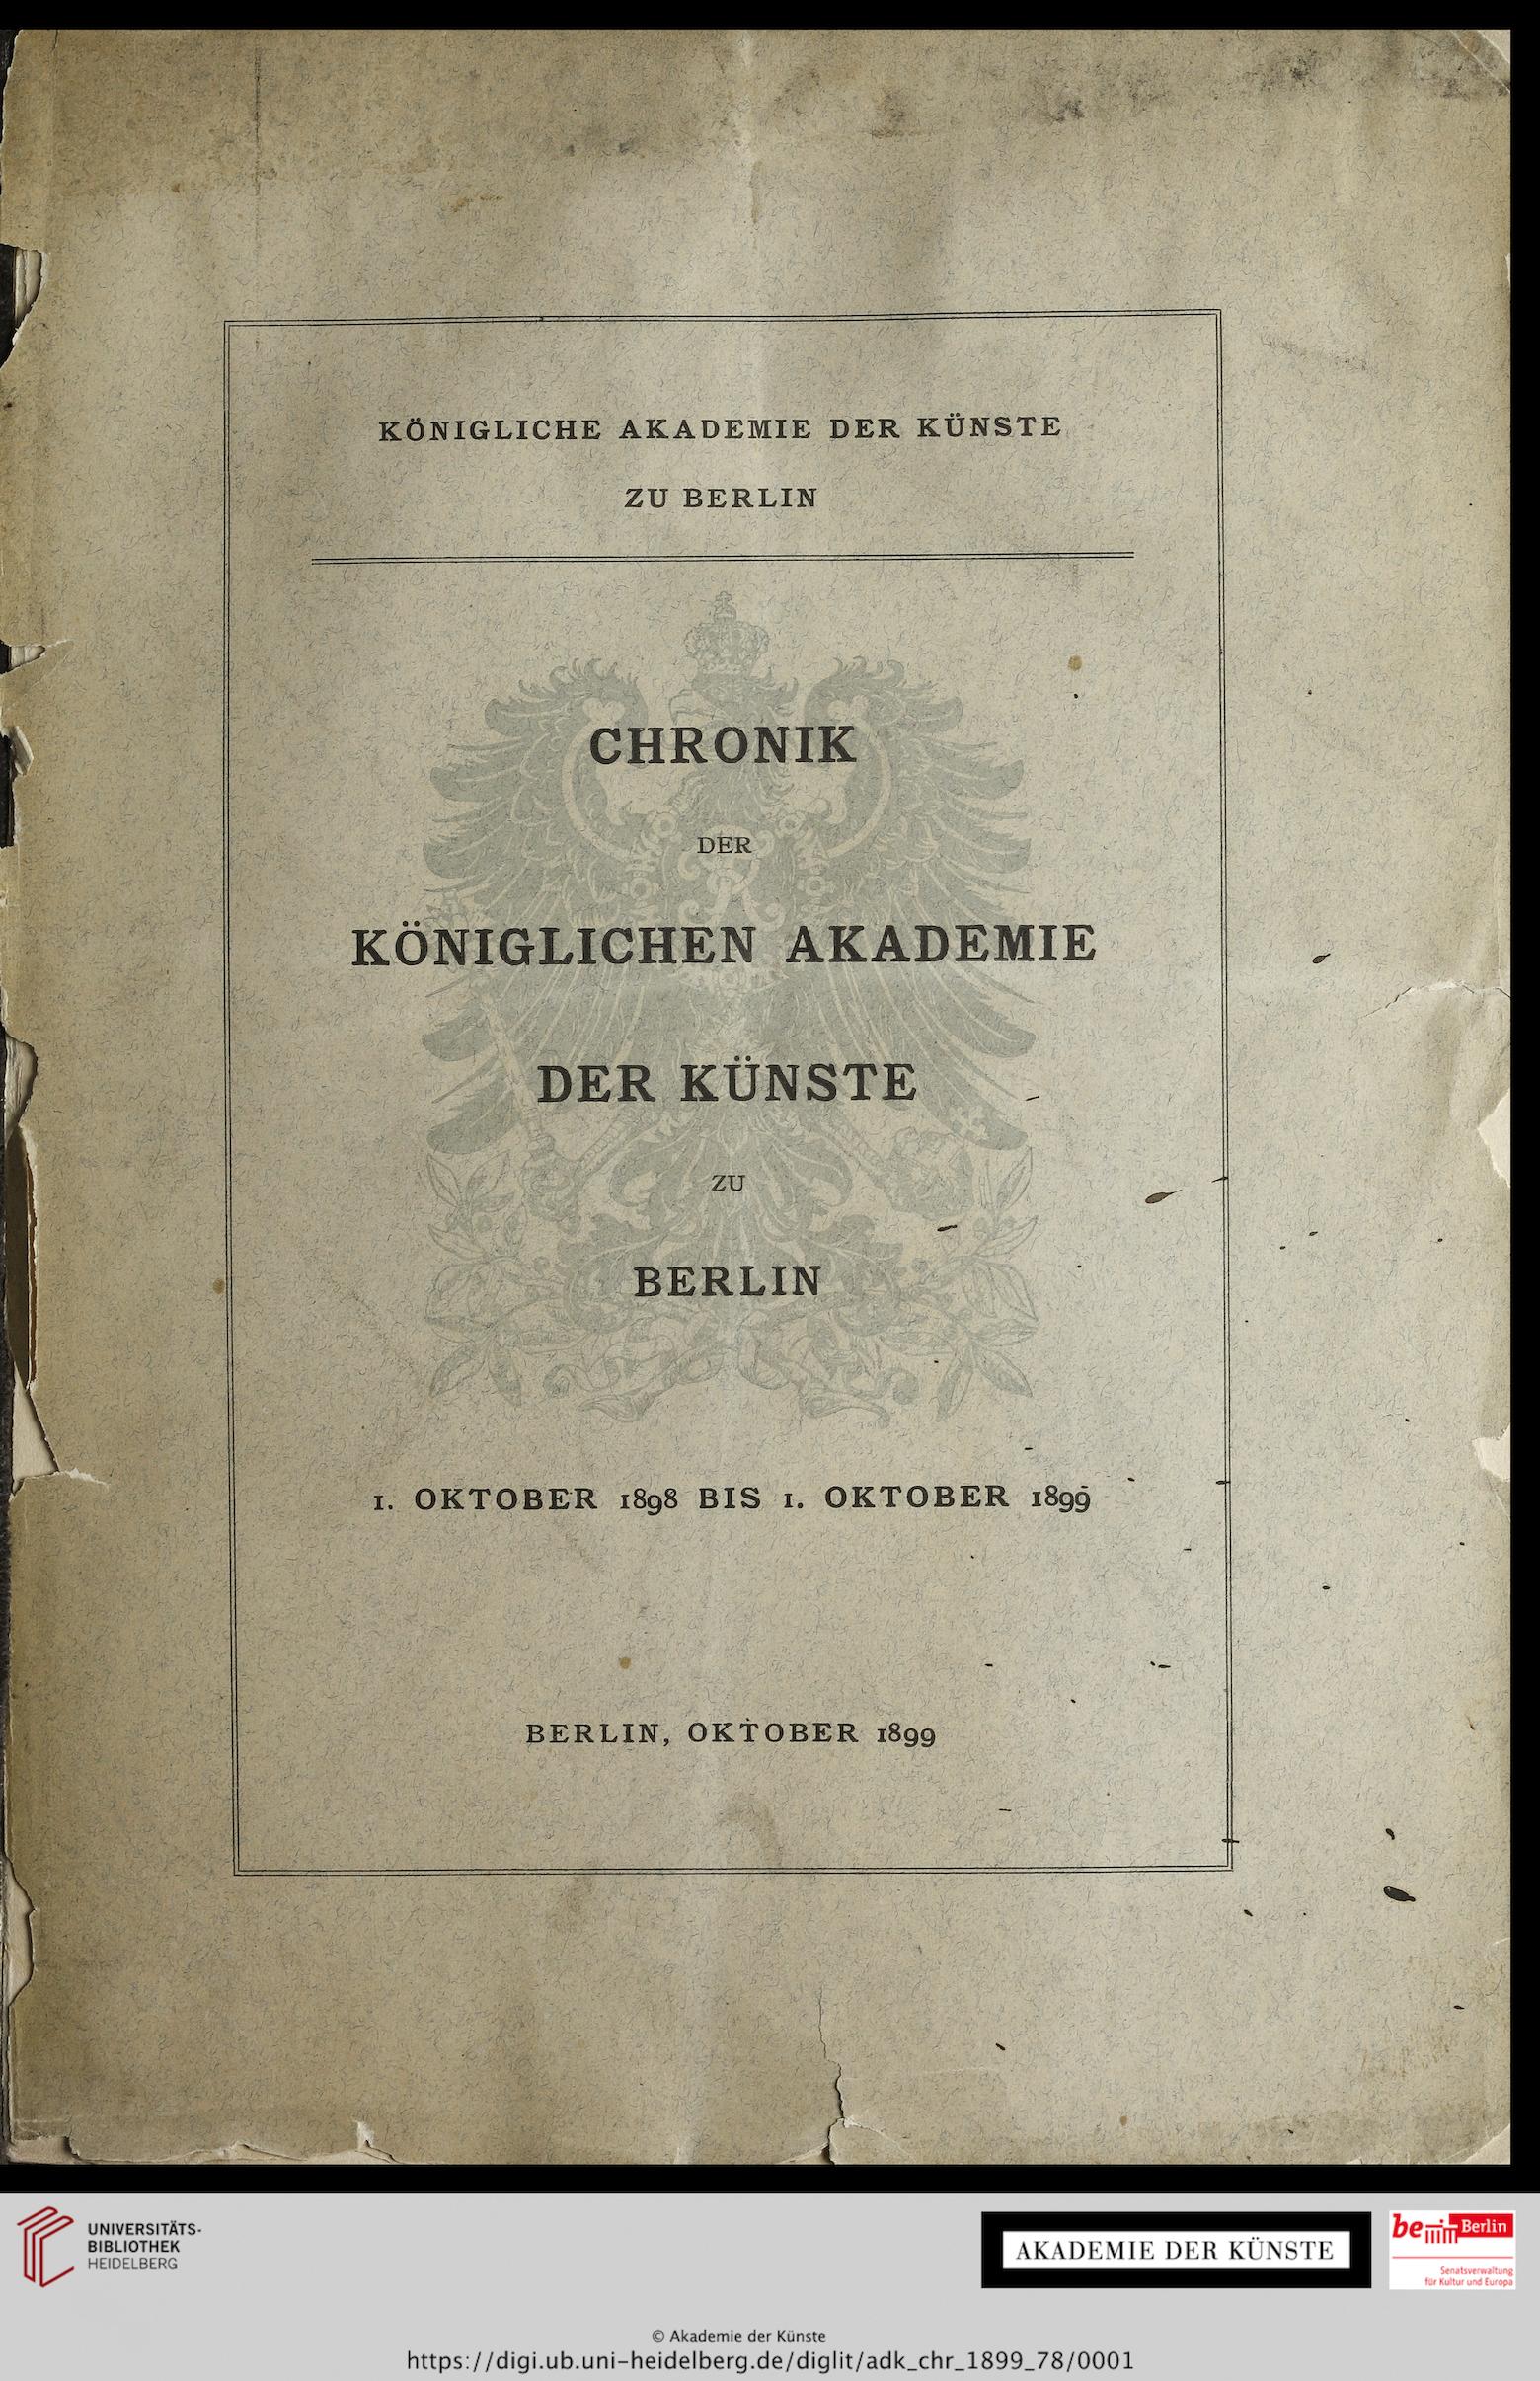 KÖNIGLICHE AKADEMIE DER KÜNSTE
ZU BERLIN
CHRONIK
DER
KÖNIGLICHEN AKADEMIE
DER KÜNSTE
ZU
BERLIN
1. OKTOBER 1898 BIS 1. OKTOBER 1899
BERLIN, OKTOBER 1899
UNIVERSITÄTS-
BIBLIOTHEK
HEIDELBERG
AKADEMIE DER KÜNSTE
be Berlin
Senatsverwaltung
für Kultur und Europa
© Akademie der Künste
https://digi.ub.uni-heidelberg.de/diglit/adk_chr_1899_78/0001